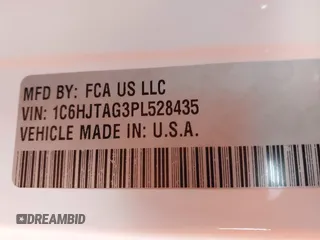 MFD BY: FCA US LLC
VIN: 1C6HJTAG3PL528435
VEHICLE MADE IN: U.S.A.
DREAMBID